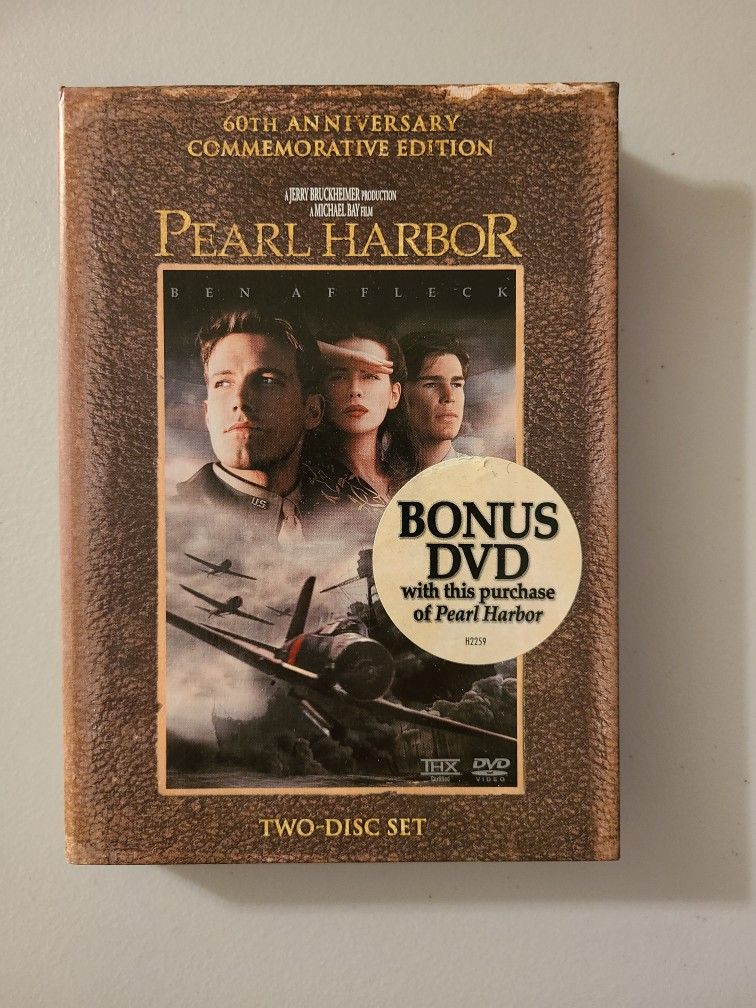 60TH ANNIVERSARY
COMMEMORATIVE EDITION
A JERRY BRUCKHEIMER PRODUCTION
A MICHAEL BAY FILM
PEARL HARBOR
BEN AFFLECK
U.S.
BONUS
DVD
with this purchase
of Pearl Harbor
H2259
THX
Certified
DVD
VIDEO
TWO-DISC SET